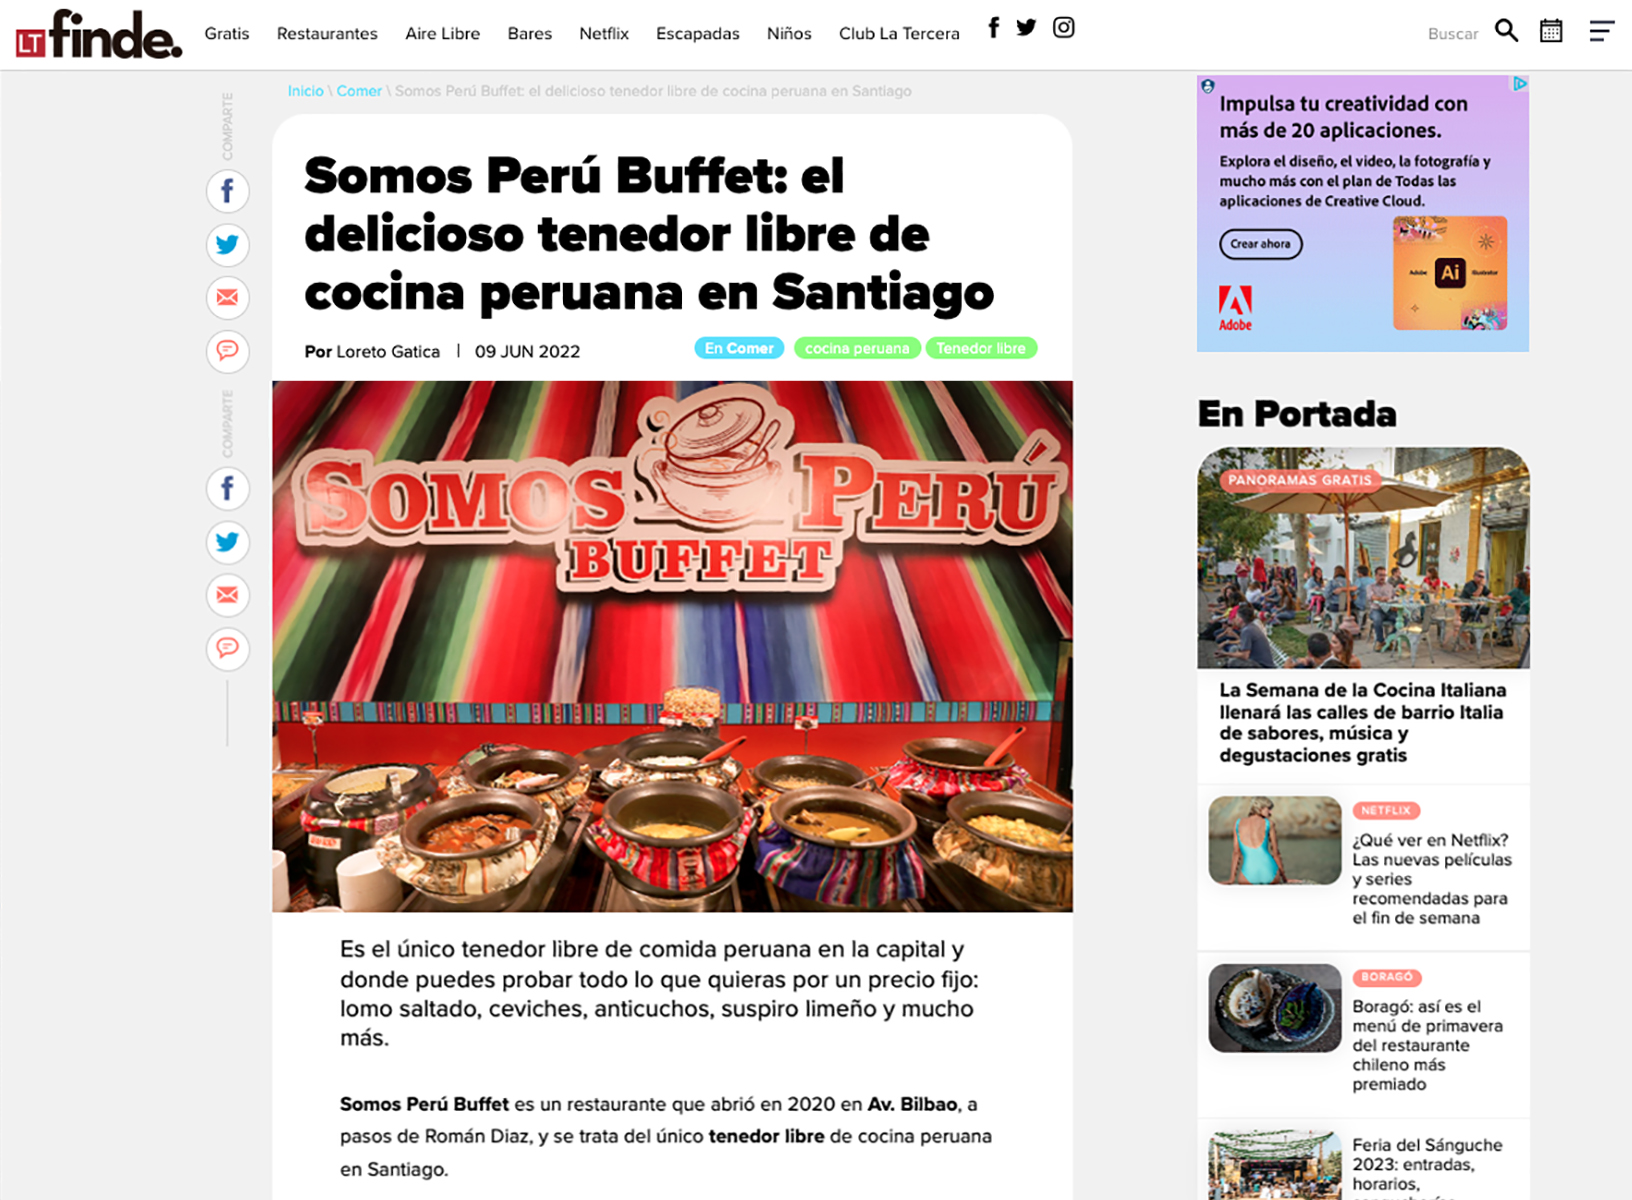 LT finde.
Gratis Restaurantes Aire Libre Bares Netflix Escapadas Niños Club La Tercera
Buscar
Inicio \ Comer \ Somos Perú Buffet: el delicioso tenedor libre de cocina peruana en Santiago
COMPARTE
COMPARTE
Somos Perú Buffet: el
delicioso tenedor libre de
cocina peruana en Santiago
Por Loreto Gatica | 09 JUN 2022
En Comer cocina peruana Tenedor libre
SOMOS PERÚ
BUFFET
Es el único tenedor libre de comida peruana en la capital y
donde puedes probar todo lo que quieras por un precio fijo:
lomo saltado, ceviches, anticuchos, suspiro limeño y mucho
más.
Somos Perú Buffet es un restaurante que abrió en 2020 en Av. Bilbao, a
pasos de Román Diaz, y se trata del único tenedor libre de cocina peruana
en Santiago.
Impulsa tu creatividad con
más de 20 aplicaciones.
Explora el diseño, el video, la fotografía y
mucho más con el plan de Todas las
aplicaciones de Creative Cloud.
Crear ahora
Adobe
Adobe Ai Illustrator
En Portada
PANORAMAS GRATIS
La Semana de la Cocina Italiana
llenará las calles de barrio Italia
de sabores, música y
degustaciones gratis
NETFLIX
¿Qué ver en Netflix?
Las nuevas películas
y series
recomendadas para
el fin de semana
BORAGÓ
Boragó: así es el
menú de primavera
del restaurante
chileno más
premiado
Feria del Sánguche
2023: entradas,
horarios,